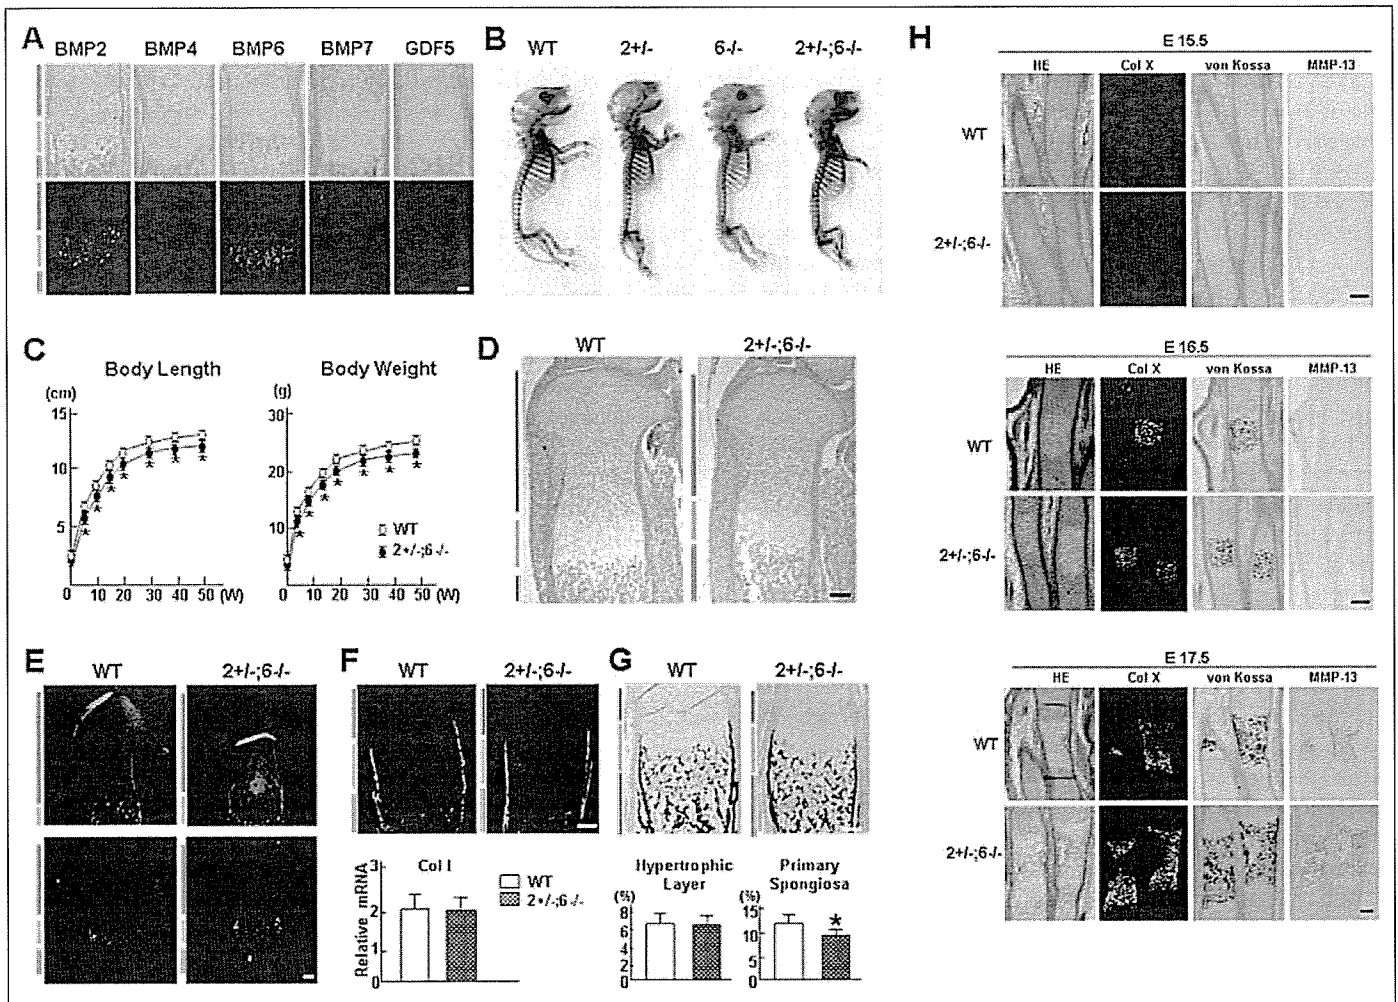 A
BMP2 BMP4 BMP6 BMP7 GDF5
B
WT 2+/- 6-/- 2+/-;6-/-
C
Body Length
(cm)
15
10
5
0 10 20 30 40 50 (W)
Body Weight
(g)
30
20
10
0 10 20 30 40 50 (W)
* * * * * * *
* * * * * * *
WT
2+/-;6-/-
D
WT 2+/-;6-/-
E
WT 2+/-;6-/-
F
WT 2+/-;6-/-
Col I
Relative mRNA
3
2
1
0
WT
2+/-;6-/-
G
WT 2+/-;6-/-
Hypertrophic
Layer
(%)
8
6
4
2
0
Primary
Spongiosa
(%)
15
10
5
0
*
H
E 15.5
HE Col X von Kossa MMP-13
WT
2+/-;6-/-
E 16.5
HE Col X von Kossa MMP-13
WT
2+/-;6-/-
E 17.5
HE Col X von Kossa MMP-13
WT
2+/-;6-/-